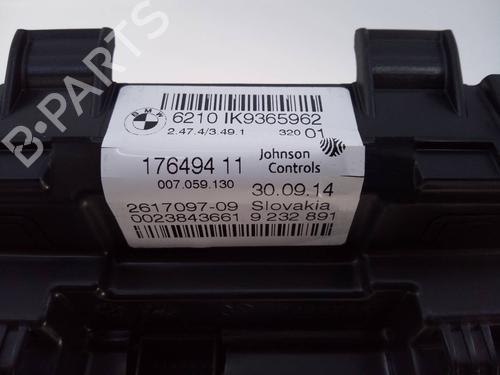 B-PARTS
BMW
6210 IK9365962
2.47.4/3.49.1 320 01
176494 11 Johnson Controls
007.059.130 30.09.14
2617097-09 Slovakia
0023843661 9 232 891